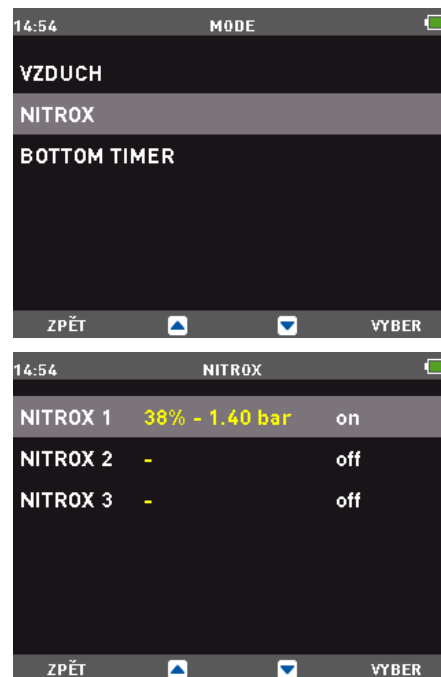 14:54 MODE
VZDUCH
NITROX
BOTTOM TIMER
ZPĚT VYBER
14:54 NITROX
NITROX 1 38% - 1.40 bar on
NITROX 2 - off
NITROX 3 - off
ZPĚT VYBER